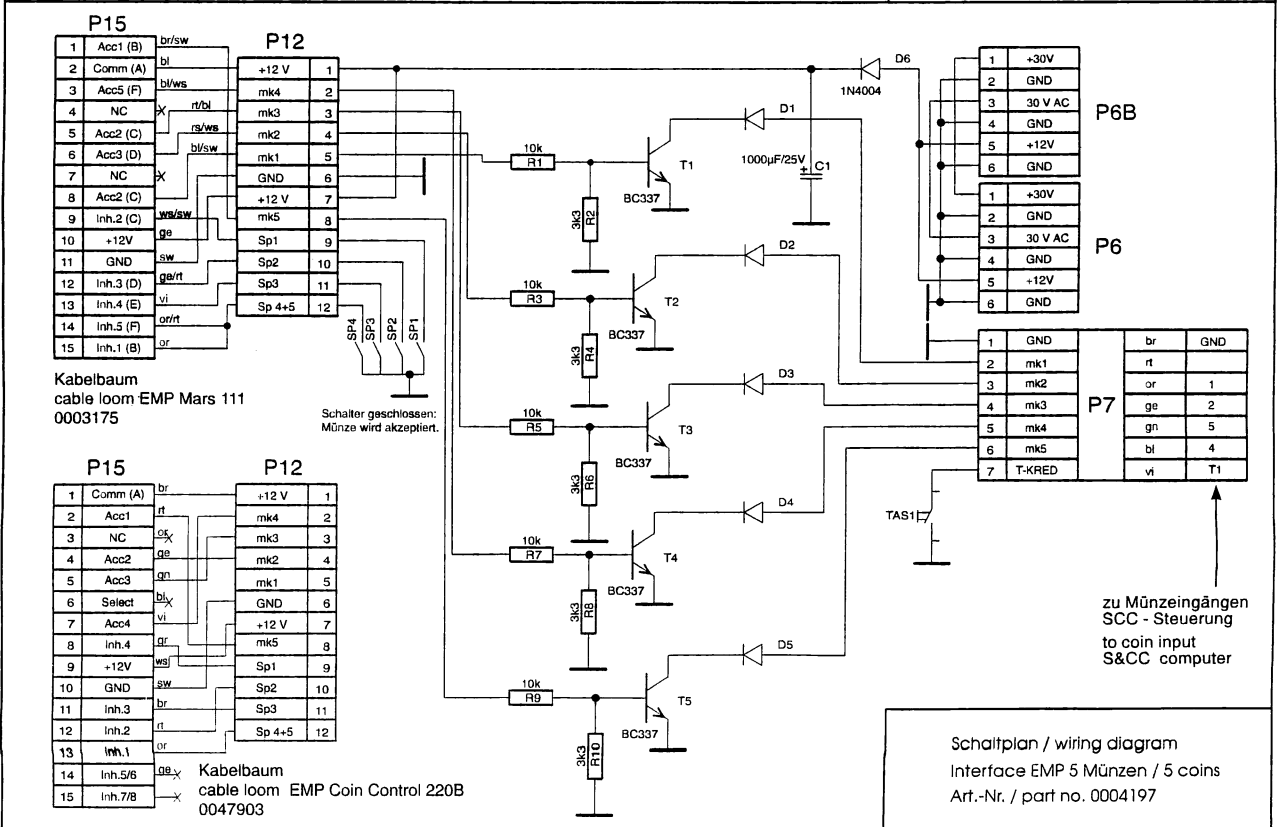 P15
1 Acc1 (B) br/sw
2 Comm (A) bl
3 Acc5 (F) bl/ws
4 NC
5 Acc2 (C) rt/bl
6 Acc3 (D) rs/ws
7 NC
8 Acc2 (C) bl/sw
9 Inh.2 (C) ws/sw
10 +12V ge
11 GND sw
12 Inh.3 (D) ge/rt
13 Inh.4 (E) vi
14 Inh.5 (F) or/rt
15 Inh.1 (B) or
P12
+12 V 1
mk4 2
mk3 3
mk2 4
mk1 5
GND 6
+12 V 7
mk5 8
Sp1 9
Sp2 10
Sp3 11
Sp 4+5 12
SP4
SP3
SP2
SP1
Kabelbaum
cable loom EMP Mars 111
0003175
Schalter geschlossen:
Münze wird akzeptiert.
P15
1 Comm (A) br
2 Acc1 rt
3 NC or
4 Acc2 ge
5 Acc3 gn
6 Select bl
7 Acc4 vi
8 Inh.4 gr
9 +12V ws
10 GND sw
11 Inh.3 br
12 Inh.2 rt
13 Inh.1 or
14 Inh.5/6 ge
15 Inh.7/8
P12
+12 V 1
mk4 2
mk3 3
mk2 4
mk1 5
GND 6
+12 V 7
mk5 8
Sp1 9
Sp2 10
Sp3 11
Sp 4+5 12
Kabelbaum
cable loom EMP Coin Control 220B
0047903
10k
R1
3k3
R2
T1
BC337
D1
10k
R3
3k3
R4
T2
BC337
D2
10k
R5
3k3
R6
T3
BC337
D3
10k
R7
3k3
R8
T4
BC337
D4
10k
R9
3k3
R10
T5
BC337
D5
D6
1N4004
1000µF/25V
+
C1
P6B
1 +30V
2 GND
3 30 V AC
4 GND
5 +12V
6 GND
P6
1 +30V
2 GND
3 30 V AC
4 GND
5 +12V
6 GND
P7
1 GND br GND
2 mk1 rt
3 mk2 or 1
4 mk3 ge 2
5 mk4 gn 5
6 mk5 bl 4
7 T-KRED vi T1
TAS1
zu Münzeingängen
SCC - Steuerung
to coin input
S&CC computer
Schaltplan / wiring diagram
Interface EMP 5 Münzen / 5 coins
Art.-Nr. / part no. 0004197